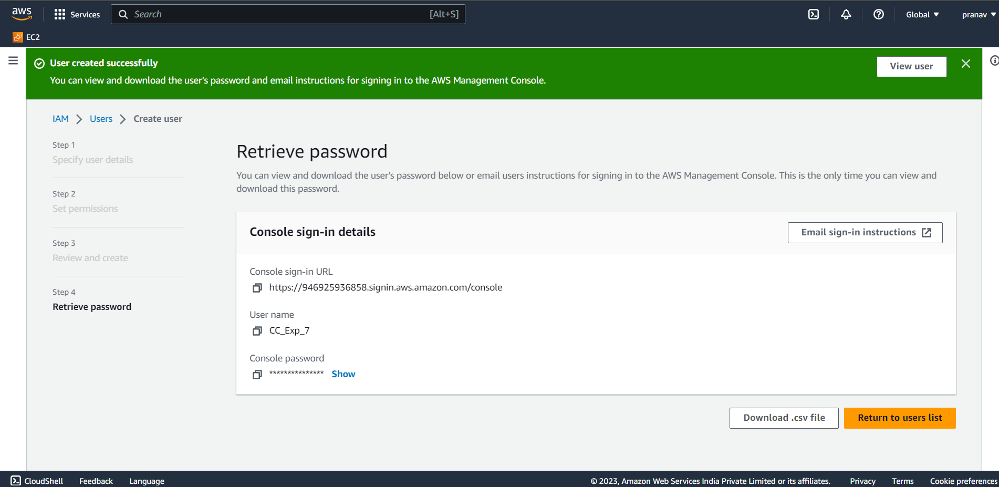 aws
Services
Search [Alt+S]
Global
pranav
EC2
User created successfully
You can view and download the user's password and email instructions for signing in to the AWS Management Console.
View user
IAM
Users
Create user
Step 1
Specify user details
Step 2
Set permissions
Step 3
Review and create
Step 4
Retrieve password
Retrieve password
You can view and download the user's password below or email users instructions for signing in to the AWS Management Console. This is the only time you can view and
download this password.
Console sign-in details
Email sign-in instructions
Console sign-in URL
https://946925936858.signin.aws.amazon.com/console
User name
CC_Exp_7
Console password
*************** Show
Download .csv file
Return to users list
CloudShell
Feedback
Language
© 2023, Amazon Web Services India Private Limited or its affiliates.
Privacy
Terms
Cookie preferences